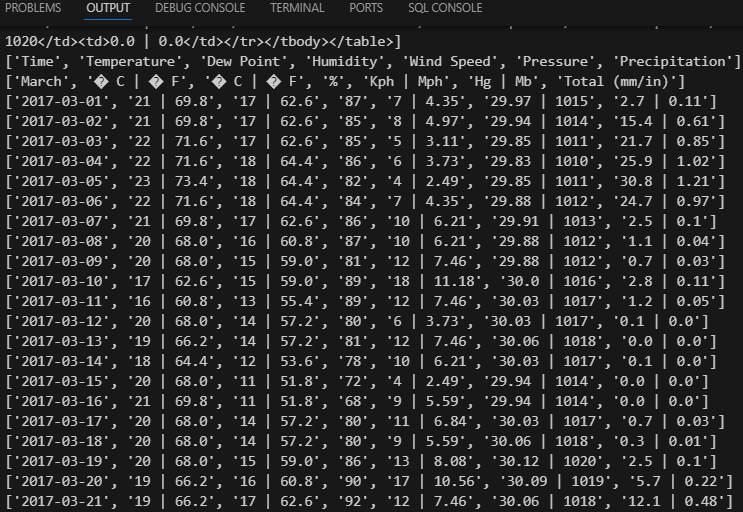 PROBLEMS OUTPUT DEBUG CONSOLE TERMINAL PORTS SQL CONSOLE
1020</td><td>0.0 | 0.0</td></tr></tbody></table>]
['Time', 'Temperature', 'Dew Point', 'Humidity', 'Wind Speed', 'Pressure', 'Precipitation']
['March', '� C | � F', '� C | � F', '%', 'Kph | Mph', 'Hg | Mb', 'Total (mm/in)']
['2017-03-01', '21 | 69.8', '17 | 62.6', '87', '7 | 4.35', '29.97 | 1015', '2.7 | 0.11']
['2017-03-02', '21 | 69.8', '17 | 62.6', '85', '8 | 4.97', '29.94 | 1014', '15.4 | 0.61']
['2017-03-03', '22 | 71.6', '17 | 62.6', '85', '5 | 3.11', '29.85 | 1011', '21.7 | 0.85']
['2017-03-04', '22 | 71.6', '18 | 64.4', '86', '6 | 3.73', '29.83 | 1010', '25.9 | 1.02']
['2017-03-05', '23 | 73.4', '18 | 64.4', '82', '4 | 2.49', '29.85 | 1011', '30.8 | 1.21']
['2017-03-06', '22 | 71.6', '18 | 64.4', '84', '7 | 4.35', '29.88 | 1012', '24.7 | 0.97']
['2017-03-07', '21 | 69.8', '17 | 62.6', '86', '10 | 6.21', '29.91 | 1013', '2.5 | 0.1']
['2017-03-08', '20 | 68.0', '16 | 60.8', '87', '10 | 6.21', '29.88 | 1012', '1.1 | 0.04']
['2017-03-09', '20 | 68.0', '15 | 59.0', '81', '12 | 7.46', '29.88 | 1012', '0.7 | 0.03']
['2017-03-10', '17 | 62.6', '15 | 59.0', '89', '18 | 11.18', '30.0 | 1016', '2.8 | 0.11']
['2017-03-11', '16 | 60.8', '13 | 55.4', '89', '12 | 7.46', '30.03 | 1017', '1.2 | 0.05']
['2017-03-12', '20 | 68.0', '14 | 57.2', '80', '6 | 3.73', '30.03 | 1017', '0.1 | 0.0']
['2017-03-13', '19 | 66.2', '14 | 57.2', '81', '12 | 7.46', '30.06 | 1018', '0.0 | 0.0']
['2017-03-14', '18 | 64.4', '12 | 53.6', '78', '10 | 6.21', '30.03 | 1017', '0.1 | 0.0']
['2017-03-15', '20 | 68.0', '11 | 51.8', '72', '4 | 2.49', '29.94 | 1014', '0.0 | 0.0']
['2017-03-16', '21 | 69.8', '11 | 51.8', '68', '9 | 5.59', '29.94 | 1014', '0.0 | 0.0']
['2017-03-17', '20 | 68.0', '14 | 57.2', '80', '11 | 6.84', '30.03 | 1017', '0.7 | 0.03']
['2017-03-18', '20 | 68.0', '14 | 57.2', '80', '9 | 5.59', '30.06 | 1018', '0.3 | 0.01']
['2017-03-19', '20 | 68.0', '15 | 59.0', '86', '13 | 8.08', '30.12 | 1020', '2.5 | 0.1']
['2017-03-20', '19 | 66.2', '16 | 60.8', '90', '17 | 10.56', '30.09 | 1019', '5.7 | 0.22']
['2017-03-21', '19 | 66.2', '17 | 62.6', '92', '12 | 7.46', '30.06 | 1018', '12.1 | 0.48']